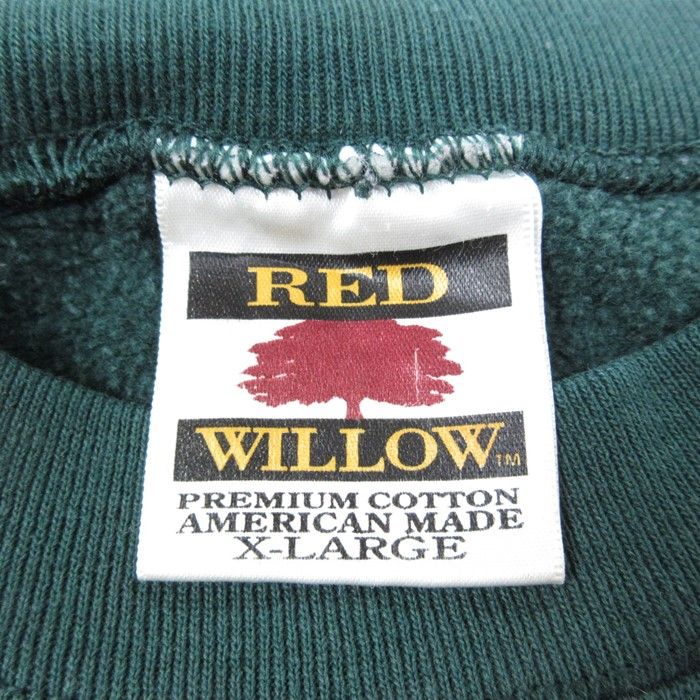 RED
WILLOW™
PREMIUM COTTON
AMERICAN MADE
X-LARGE